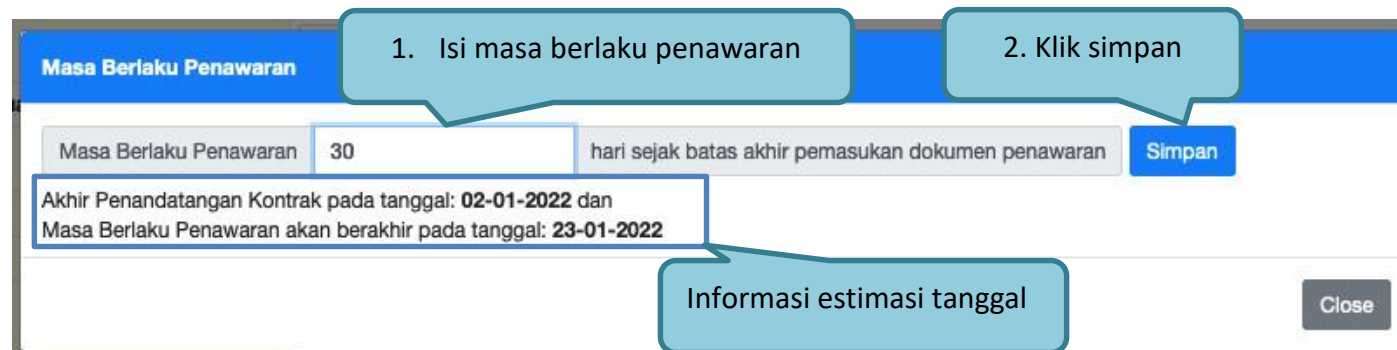 1. Isi masa berlaku penawaran
2. Klik simpan
Masa Berlaku Penawaran
Masa Berlaku Penawaran 30 hari sejak batas akhir pemasukan dokumen penawaran Simpan
Akhir Penandatangan Kontrak pada tanggal: 02-01-2022 dan
Masa Berlaku Penawaran akan berakhir pada tanggal: 23-01-2022
Informasi estimasi tanggal
Close